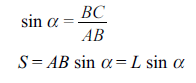 sin α = BC/AB
S = AB sin α = L sin α